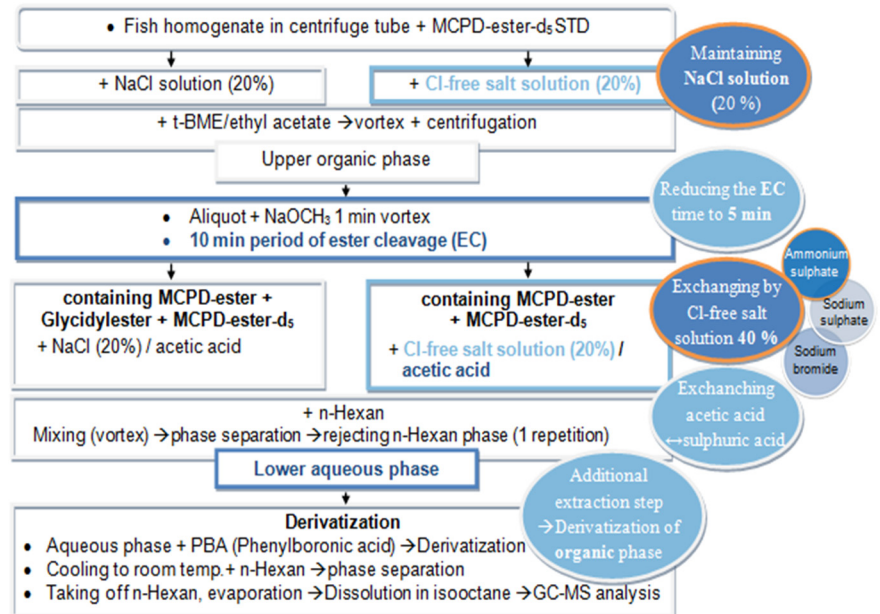 • Fish homogenate in centrifuge tube + MCPD-ester-d₅STD
+ NaCl solution (20%)
+ Cl-free salt solution (20%)
Maintaining
NaCl solution
(20 %)
+ t-BME/ethyl acetate →vortex + centrifugation
Upper organic phase
Reducing the EC
time to 5 min
• Aliquot + NaOCH₃ 1 min vortex
• 10 min period of ester cleavage (EC)
containing MCPD-ester +
Glycidylester + MCPD-ester-d₅
+ NaCl (20%) / acetic acid
containing MCPD-ester
+ MCPD-ester-d₅
+ Cl-free salt solution (20%) /
acetic acid
Exchanging by
Cl-free salt
solution 40 %
Ammonium
sulphate
Sodium
sulphate
Sodium
bromide
Exchanching
acetic acid
↔sulphuric acid
+ n-Hexan
Mixing (vortex) →phase separation →rejecting n-Hexan phase (1 repetition)
Lower aqueous phase
Additional
extraction step
→Derivatization of
organic phase
Derivatization
• Aqueous phase + PBA (Phenylboronic acid) →Derivatization
• Cooling to room temp.+ n-Hexan →phase separation
• Taking off n-Hexan, evaporation →Dissolution in isooctane →GC-MS analysis